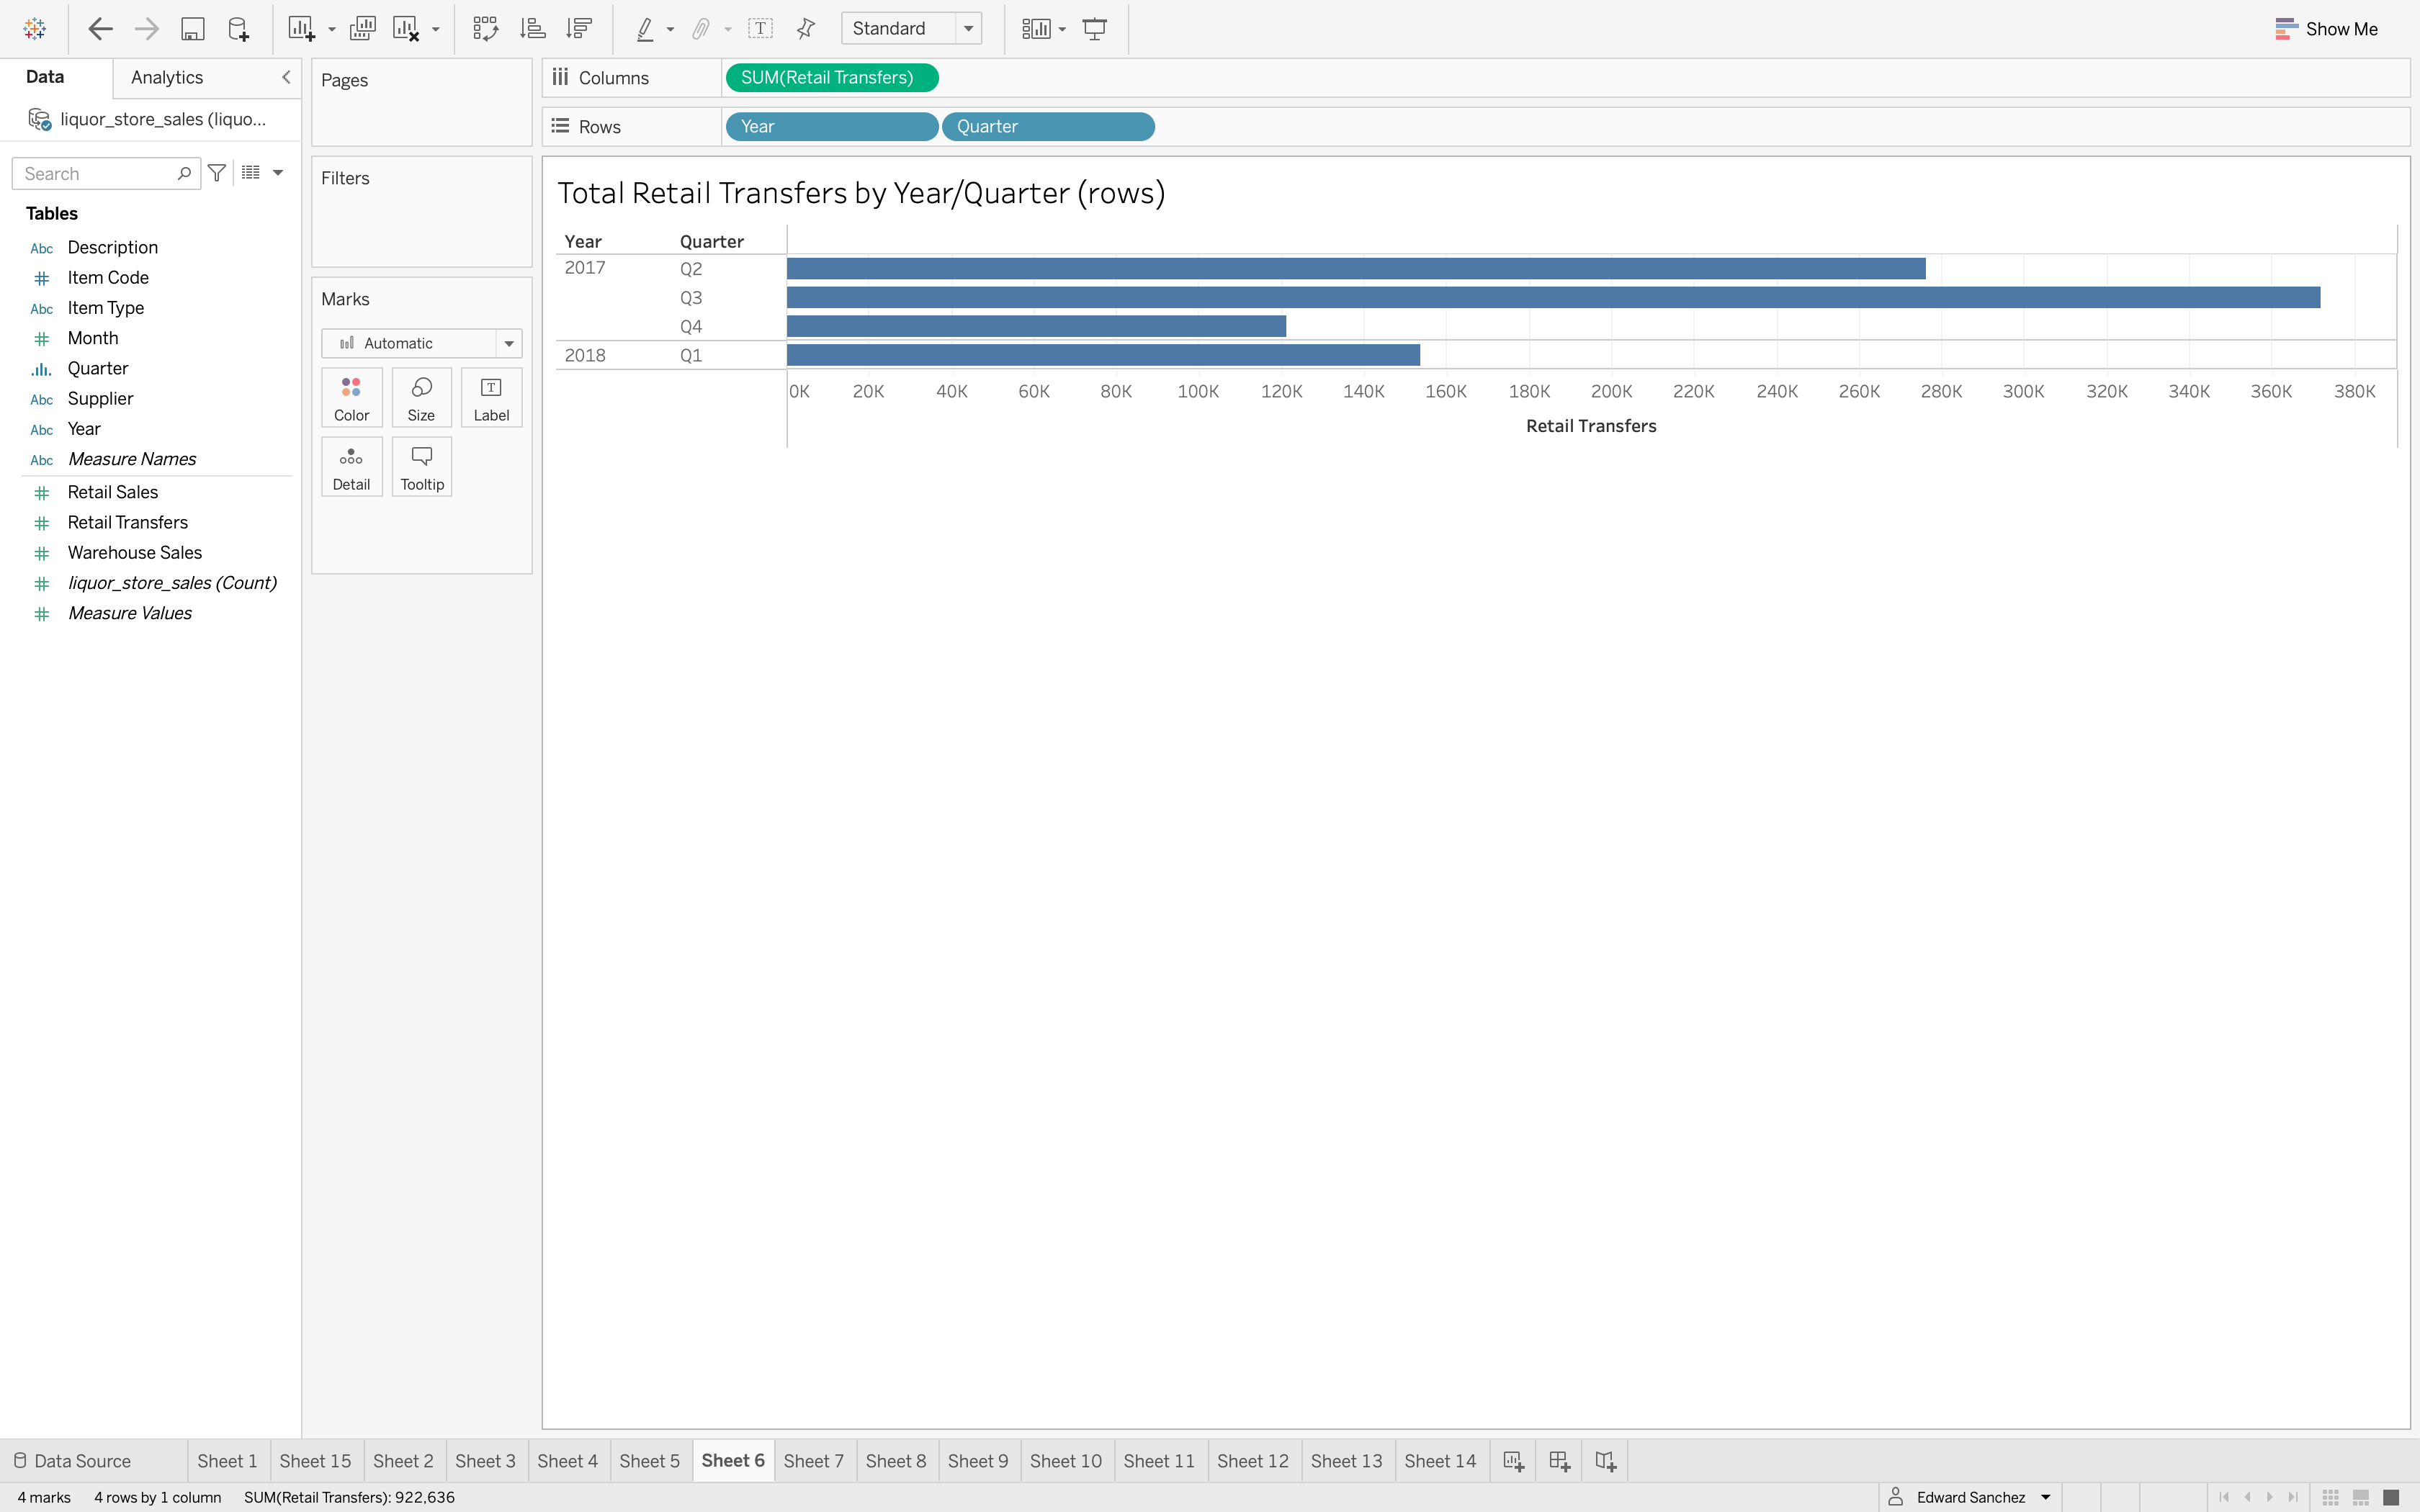 Standard
Show Me
Data
Analytics
Pages
Columns
SUM(Retail Transfers)
liquor_store_sales (liquo...
Rows
Year
Quarter
Search
Filters
Tables
Abc Description
Item Code
Abc Item Type
Month
Quarter
Abc Supplier
Abc Year
Abc Measure Names
Retail Sales
Retail Transfers
Warehouse Sales
liquor_store_sales (Count)
Measure Values
Marks
Automatic
Color
Size
T
Label
Detail
Tooltip
Total Retail Transfers by Year/Quarter (rows)
Year Quarter
2017 Q2
Q3
Q4
2018 Q1
0K 20K 40K 60K 80K 100K 120K 140K 160K 180K 200K 220K 240K 260K 280K 300K 320K 340K 360K 380K
Retail Transfers
Data Source
Sheet 1
Sheet 15
Sheet 2
Sheet 3
Sheet 4
Sheet 5
Sheet 6
Sheet 7
Sheet 8
Sheet 9
Sheet 10
Sheet 11
Sheet 12
Sheet 13
Sheet 14
4 marks 4 rows by 1 column SUM(Retail Transfers): 922,636
Edward Sanchez